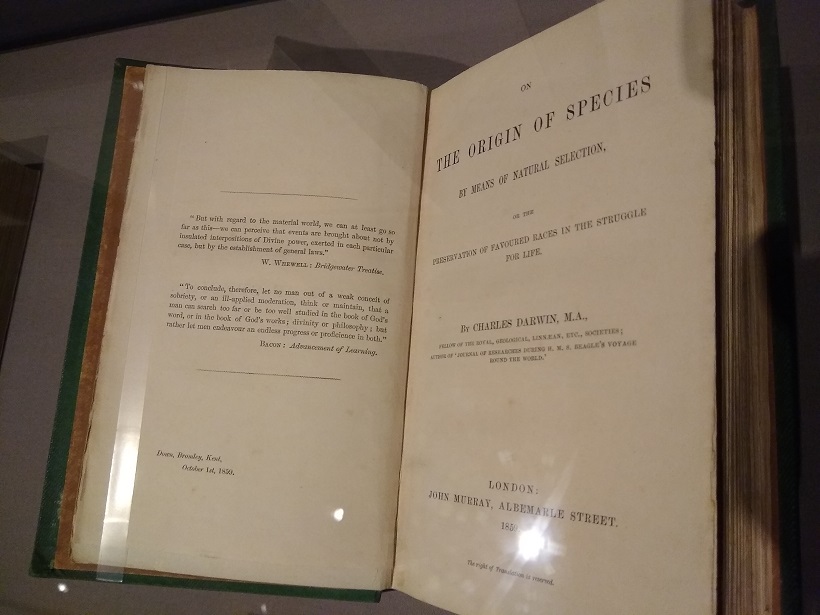 "But with regard to the material world, we can at least go so
far as this—we can perceive that events are brought about not by
insulated interpositions of Divine power, exerted in each particular
case, but by the establishment of general laws."
W. WHEWELL: Bridgewater Treatise.
"To conclude, therefore, let no man out of a weak conceit of
sobriety, or an ill-applied moderation, think or maintain, that a
man can search too far or be too well studied in the book of God's
word, or in the book of God's works; divinity or philosophy; but
rather let men endeavour an endless progress or proficience in both."
BACON: Advancement of Learning.
Down, Bromley, Kent,
October 1st, 1859.
ON
THE ORIGIN OF SPECIES
BY MEANS OF NATURAL SELECTION,
OR THE
PRESERVATION OF FAVOURED RACES IN THE STRUGGLE
FOR LIFE.
BY CHARLES DARWIN, M.A.,
FELLOW OF THE ROYAL, GEOLOGICAL, LINNÆAN, ETC., SOCIETIES;
AUTHOR OF 'JOURNAL OF RESEARCHES DURING H. M. S. BEAGLE'S VOYAGE
ROUND THE WORLD.'
LONDON:
JOHN MURRAY, ALBEMARLE STREET.
1859.
The right of Translation is reserved.